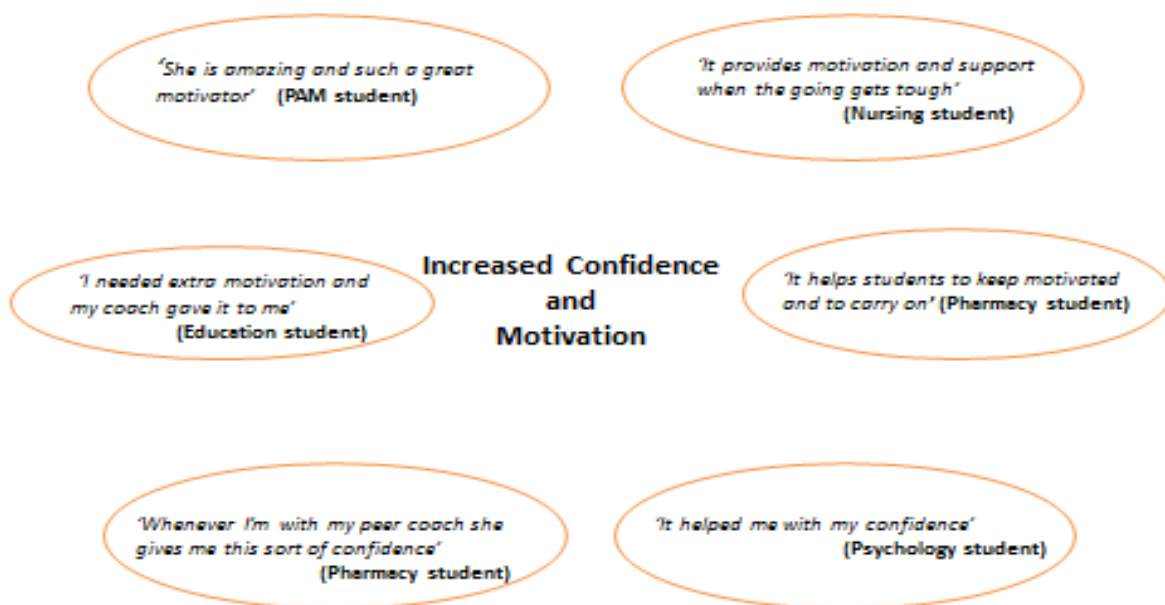 ‘She is amazing and such a great
motivator’ (PAM student)
‘It provides motivation and support
when the going gets tough’
(Nursing student)
‘I needed extra motivation and
my coach gave it to me’
(Education student)
Increased Confidence
and
Motivation
‘It helps students to keep motivated
and to carry on’ (Pharmacy student)
‘Whenever I’m with my peer coach she
gives me this sort of confidence’
(Pharmacy student)
‘It helped me with my confidence’
(Psychology student)